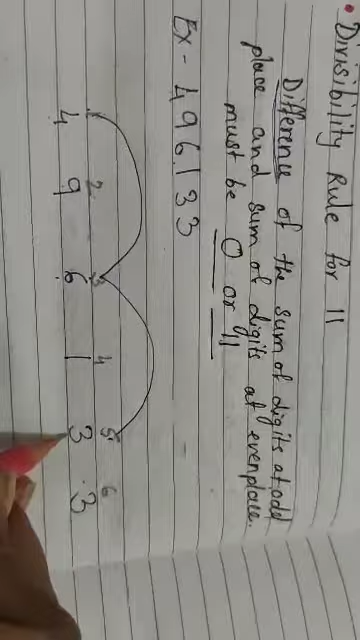 • Divisibility Rule for 11
Difference of the sum of digits at odd
place and sum of digits at even place.
must be 0 or 11
Ex - 496133
1 2 3 4 5 6
4 9 6 1 3 3